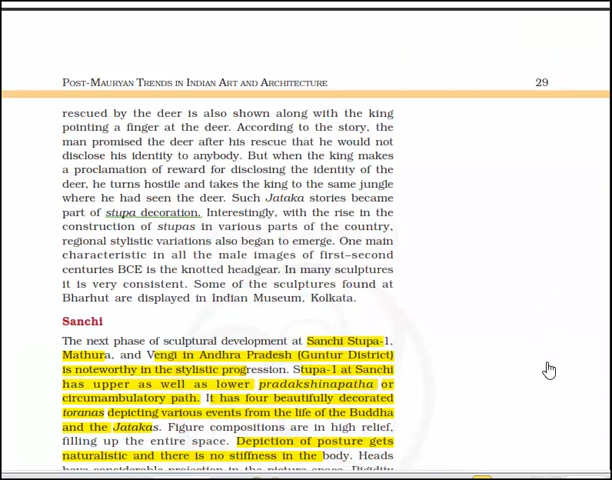 POST-MAURYAN TRENDS IN INDIAN ART AND ARCHITECTURE 29
rescued by the deer is also shown along with the king
pointing a finger at the deer. According to the story, the
man promised the deer after his rescue that he would not
disclose his identity to anybody. But when the king makes
a proclamation of reward for disclosing the identity of the
deer, he turns hostile and takes the king to the same jungle
where he had seen the deer. Such Jataka stories became
part of stupa decoration. Interestingly, with the rise in the
construction of stupas in various parts of the country,
regional stylistic variations also began to emerge. One main
characteristic in all the male images of first–second
centuries BCE is the knotted headgear. In many sculptures
it is very consistent. Some of the sculptures found at
Bharhut are displayed in Indian Museum, Kolkata.
Sanchi
The next phase of sculptural development at Sanchi Stupa-1,
Mathura, and Vengi in Andhra Pradesh (Guntur District)
is noteworthy in the stylistic progression. Stupa-1 at Sanchi
has upper as well as lower pradakshinapatha or
circumambulatory path. It has four beautifully decorated
toranas depicting various events from the life of the Buddha
and the Jatakas. Figure compositions are in high relief,
filling up the entire space. Depiction of posture gets
naturalistic and there is no stiffness in the body. Heads
have considerable projection in the picture space. Rigidity